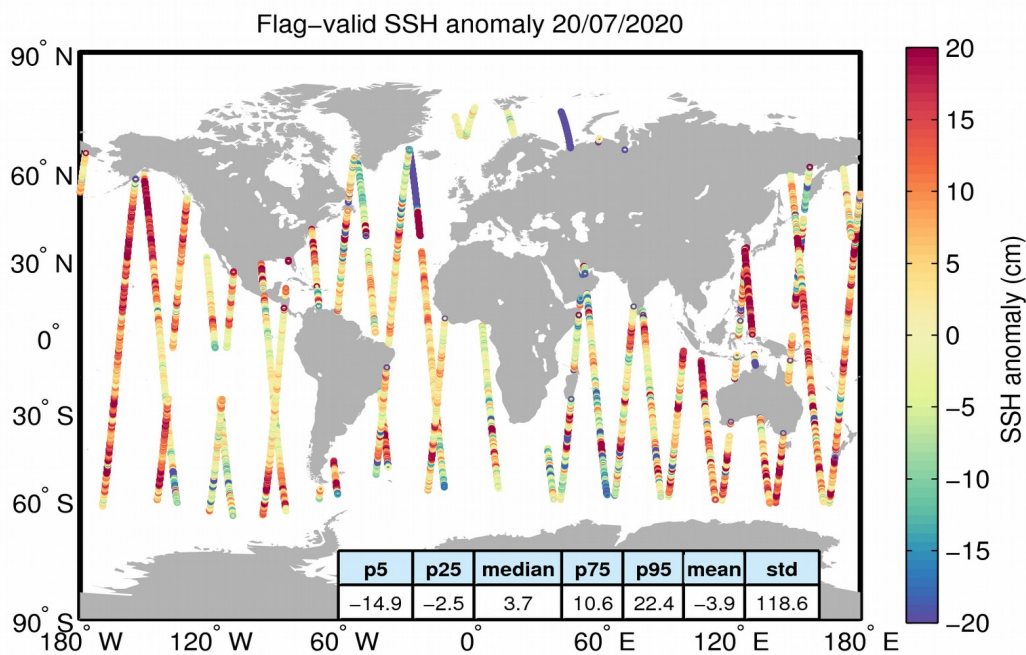 Flag−valid SSH anomaly 20/07/2020
90° N
60° N
30° N
0°
30° S
60° S
90° S
180° W
120° W
60° W
0°
60° E
120° E
180° E
p5 p25 median p75 p95 mean std
−14.9 −2.5 3.7 10.6 22.4 −3.9 118.6
20
15
10
5
0
−5
−10
−15
−20
SSH anomaly (cm)